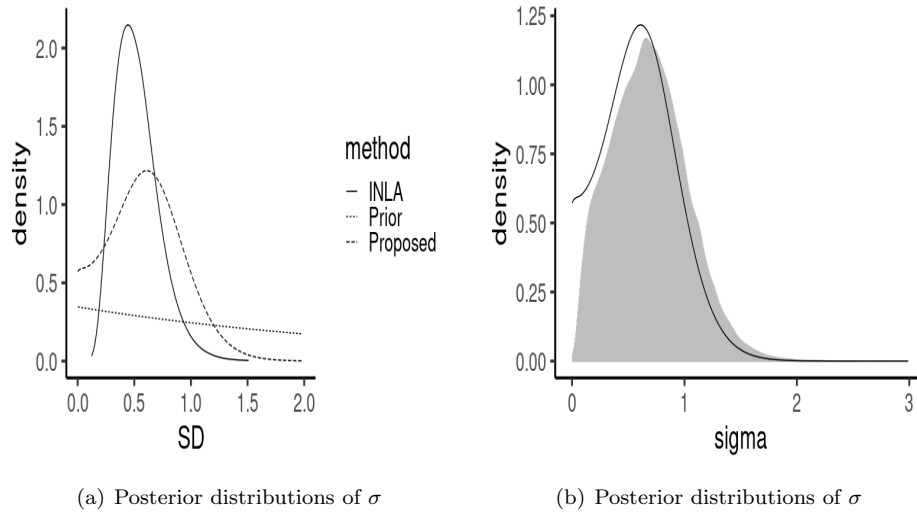 density
2.0
1.5
1.0
0.5
0.0
0.0 0.5 1.0 1.5 2.0
SD
method
INLA
Prior
Proposed
(a) Posterior distributions of σ
density
1.25
1.00
0.75
0.50
0.25
0.00
0 1 2 3
sigma
(b) Posterior distributions of σ